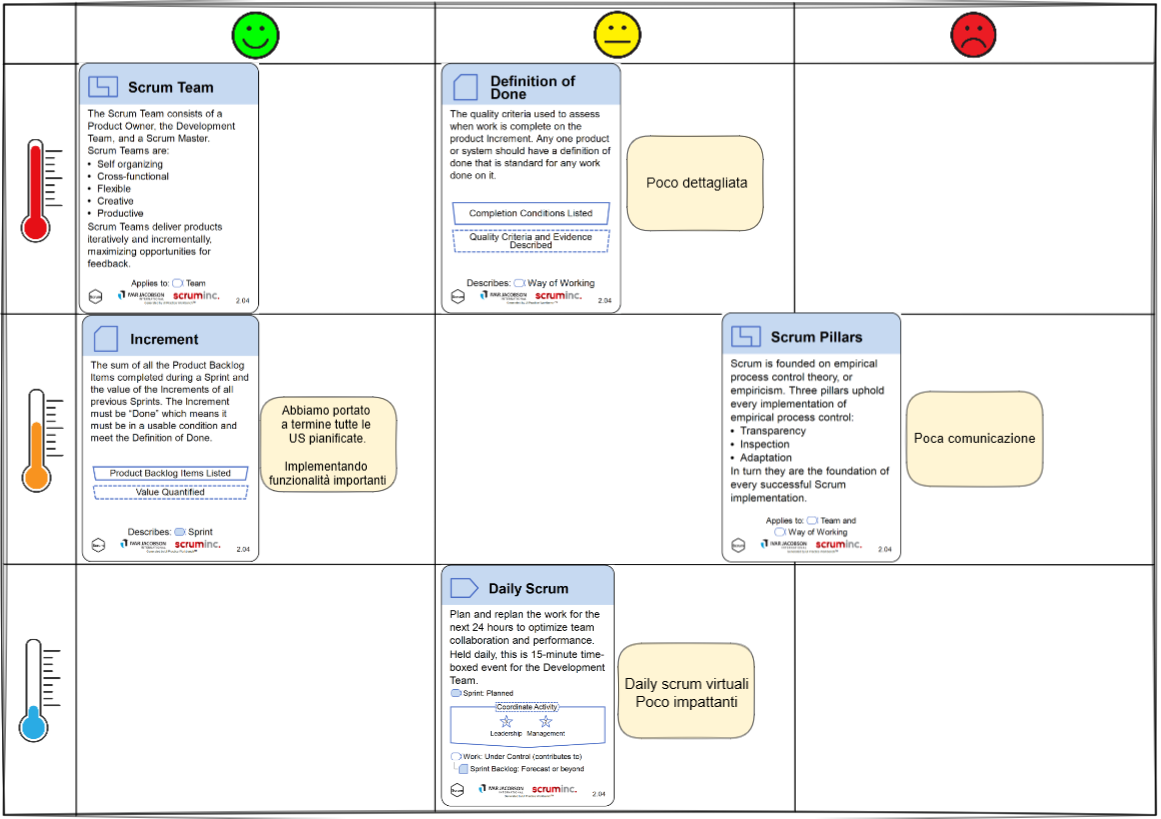 Scrum Team
The Scrum Team consists of a
Product Owner, the Development
Team, and a Scrum Master.
Scrum Teams are:
• Self organizing
• Cross-functional
• Flexible
• Creative
• Productive
Scrum Teams deliver products
iteratively and incrementally,
maximizing opportunities for
feedback.
Applies to: Team
IVAR JACOBSON
INTERNATIONAL
scruminc.
2.04
Definition of
Done
The quality criteria used to assess
when work is complete on the
product Increment. Any one product
or system should have a definition of
done that is standard for any work
done on it.
Completion Conditions Listed
Quality Criteria and Evidence
Described
Describes: Way of Working
IVAR JACOBSON
INTERNATIONAL
scruminc.
2.04
Poco dettagliata
Increment
The sum of all the Product Backlog
Items completed during a Sprint and
the value of the Increments of all
previous Sprints. The Increment
must be “Done” which means it
must be in a usable condition and
meet the Definition of Done.
Product Backlog Items Listed
Value Quantified
Describes: Sprint
IVAR JACOBSON
INTERNATIONAL
scruminc.
2.04
Abbiamo portato
a termine tutte le
US pianificate.
Implementando
funzionalità importanti
Scrum Pillars
Scrum is founded on empirical
process control theory, or
empiricism. Three pillars uphold
every implementation of
empirical process control:
• Transparency
• Inspection
• Adaptation
In turn they are the foundation of
every successful Scrum
implementation.
Applies to: Team and
Way of Working
IVAR JACOBSON
scruminc.
2.04
Poca comunicazione
Daily Scrum
Plan and replan the work for the
next 24 hours to optimize team
collaboration and performance.
Held daily, this is 15-minute time-
boxed event for the Development
Team.
Sprint: Planned
Coordinate Activity
Leadership Management
Work: Under Control (contributes to)
Sprint Backlog: Forecast or beyond
IVAR JACOBSON
scruminc.
2.04
Daily scrum virtuali
Poco impattanti